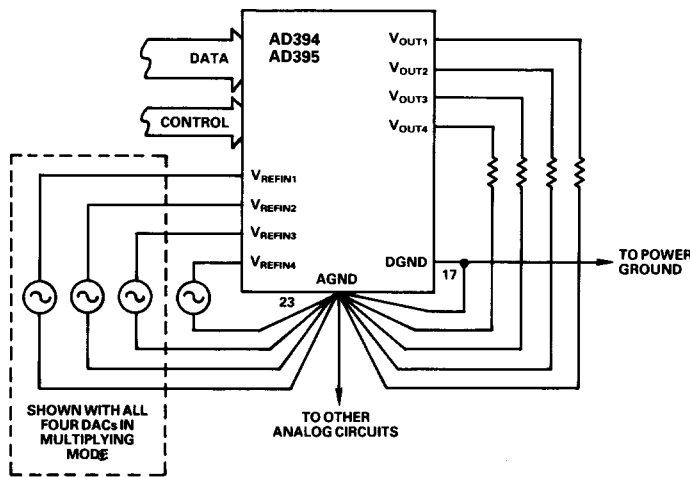 AD394
AD395
DATA
CONTROL
VOUT1
VOUT2
VOUT3
VOUT4
VREFIN1
VREFIN2
VREFIN3
VREFIN4
DGND
17
AGND
23
TO POWER
GROUND
TO OTHER
ANALOG CIRCUITS
SHOWN WITH ALL
FOUR DACs IN
MULTIPLYING
MODE